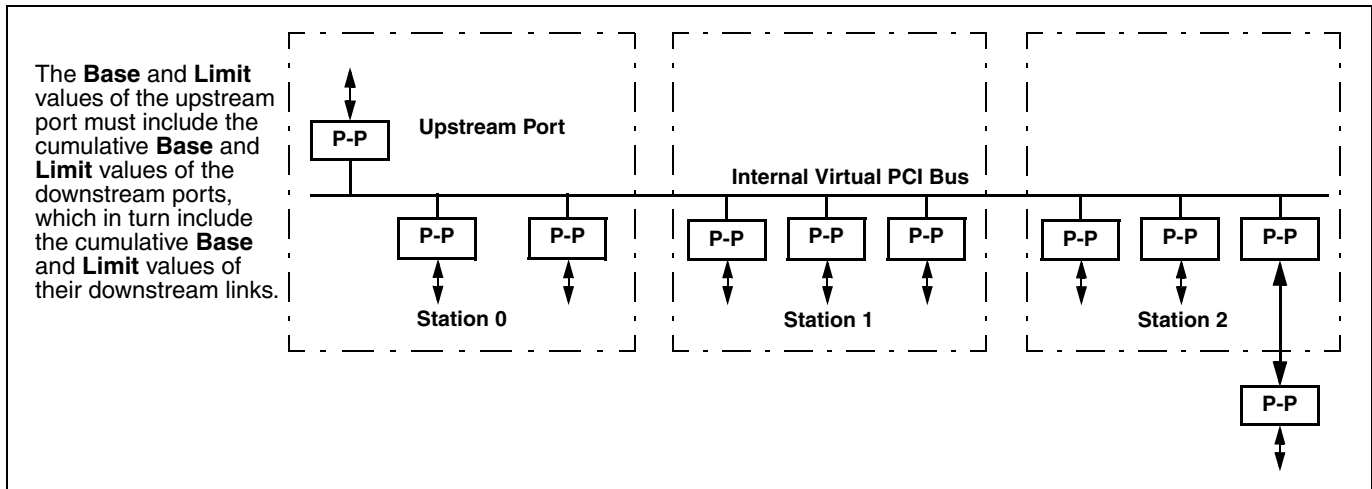 The Base and Limit
values of the upstream
port must include the
cumulative Base and
Limit values of the
downstream ports,
which in turn include
the cumulative Base
and Limit values of
their downstream links.
P-P
Upstream Port
Internal Virtual PCI Bus
P-P
P-P
P-P
P-P
P-P
P-P
P-P
P-P
Station 0
Station 1
Station 2
P-P